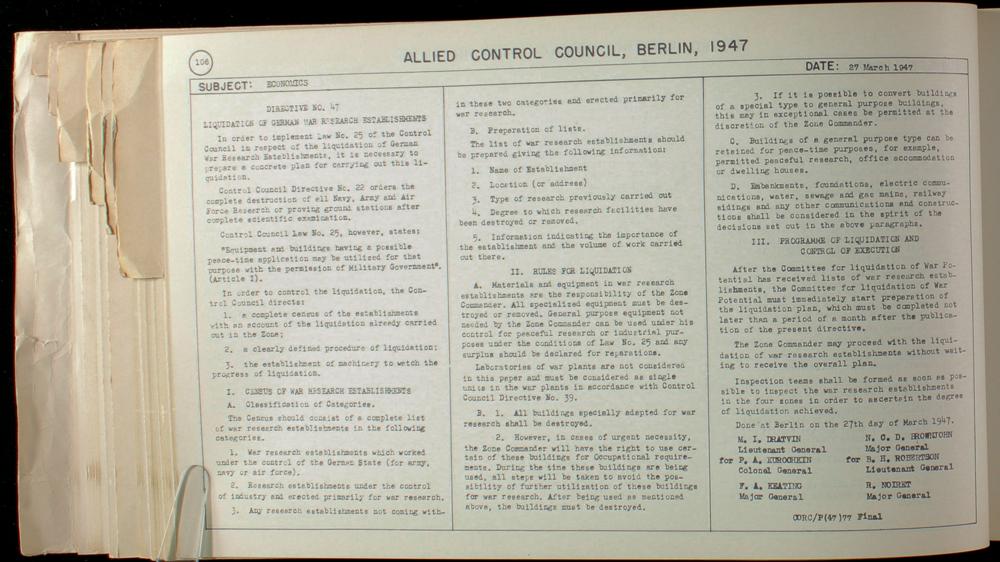 106
ALLIED CONTROL COUNCIL, BERLIN, 1947
SUBJECT: ECONOMICS
DATE: 27 March 1947
DIRECTIVE NO. 47
LIQUIDATION OF GERMAN WAR RESEARCH ESTABLISHMENTS
In order to implement Law No. 25 of the Control
Council in respect of the liquidation of German
War Research Establishments, it is necessary to
prepare a concrete plan for carrying out this li-
quidation.
Control Council Directive No. 22 orders the
complete destruction of all Navy, Army and Air
Force Research or proving ground stations after
complete scientific examination.
Control Council Law No. 25, however, states:
"Equipment and buildings having a possible
peace-time application may be utilized for that
purpose with the permission of Military Government".
(Article I).
In order to control the liquidation, the Con-
trol Council directs:
1. a complete census of the establishments
with an account of the liquidation already carried
out in the Zone;
2. a clearly defined procedure of liquidation;
3. the establishment of machinery to watch the
progress of liquidation.
I. CENSUS OF WAR RESEARCH ESTABLISHMENTS
A. Classification of Categories.
The Census should consist of a complete list
of war research establishments in the following
categories.
1. War research establishments which worked
under the control of the German State (for army,
navy or air force).
2. Research establishments under the control
of industry and erected primarily for war research.
3. Any research establishments not coming with-
in these two categories and erected primarily for
war research.
B. Preparation of lists.
The list of war research establishments should
be prepared giving the following information:
1. Name of Establishment
2. Location (or address)
3. Type of research previously carried out
4. Degree to which research facilities have
been destroyed or removed.
5. Information indicating the importance of
the establishment and the volume of work carried
out there.
II. RULES FOR LIQUIDATION
A. Materials and equipment in war research
establishments are the responsibility of the Zone
Commander. All specialized equipment must be des-
troyed or removed. General purpose equipment not
needed by the Zone Commander can be used under his
control for peaceful research or industrial pur-
poses under the conditions of Law No. 25 and any
surplus should be declared for reparations.
Laboratories of war plants are not considered
in this paper and must be considered as single
units in the war plants in accordance with Control
Council Directive No. 39.
B. 1. All buildings specially adapted for war
research shall be destroyed.
2. However, in cases of urgent necessity,
the Zone Commander will have the right to use cer-
tain of these buildings for Occupational require-
ments. During the time these buildings are being
used, all steps will be taken to avoid the pos-
sibility of further utilization of these buildings
for war research. After being used as mentioned
above, the buildings must be destroyed.
3. If it is possible to convert buildings
of a special type to general purpose buildings,
this may in exceptional cases be permitted at the
discretion of the Zone Commander.
C. Buildings of a general purpose type can be
retained for peace-time purposes, for example,
permitted peaceful research, office accommodation
or dwelling houses.
D. Embankments, foundations, electric commu-
nications, water, sewage and gas mains, railway
sidings and any other communications and construc-
tions shall be considered in the spirit of the
decisions set out in the above paragraphs.
III. PROGRAMME OF LIQUIDATION AND
CONTROL OF EXECUTION
After the Committee for liquidation of War Po-
tential has received lists of war research estab-
lishments, the Committee for liquidation of War
Potential must immediately start preparation of
the liquidation plan, which must be completed not
later than a period of a month after the publica-
tion of the present directive.
The Zone Commander may proceed with the liqui-
dation of war research establishments without wait-
ing to receive the overall plan.
Inspection teams shall be formed as soon as pos-
sible to inspect the war research establishments
in the four zones in order to ascertain the degree
of liquidation achieved.
Done at Berlin on the 27th day of March 1947.
M. I. DRATVIN
Lieutenant General
for P. A. KUROCHKIN
Colonel General
N. C. D. BROWNJOHN
Major General
for B. H. ROBERTSON
Lieutenant General
F. A. KEATING
Major General
R. NOIRET
Major General
CORC/P(47)77 Final